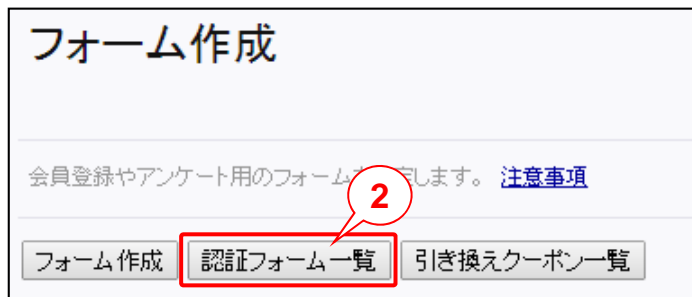 フォーム作成
会員登録やアンケート用のフォームを　定します。 注意事項
2
フォーム作成 認証フォーム一覧 引き換えクーポン一覧